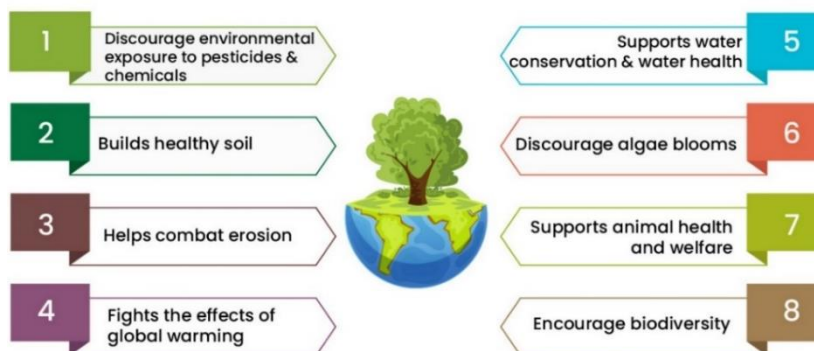 1
Discourage environmental
exposure to pesticides &
chemicals
2
Builds healthy soil
3
Helps combat erosion
4
Fights the effects of
global warming
5
Supports water
conservation & water health
6
Discourage algae blooms
7
Supports animal health
and welfare
8
Encourage biodiversity